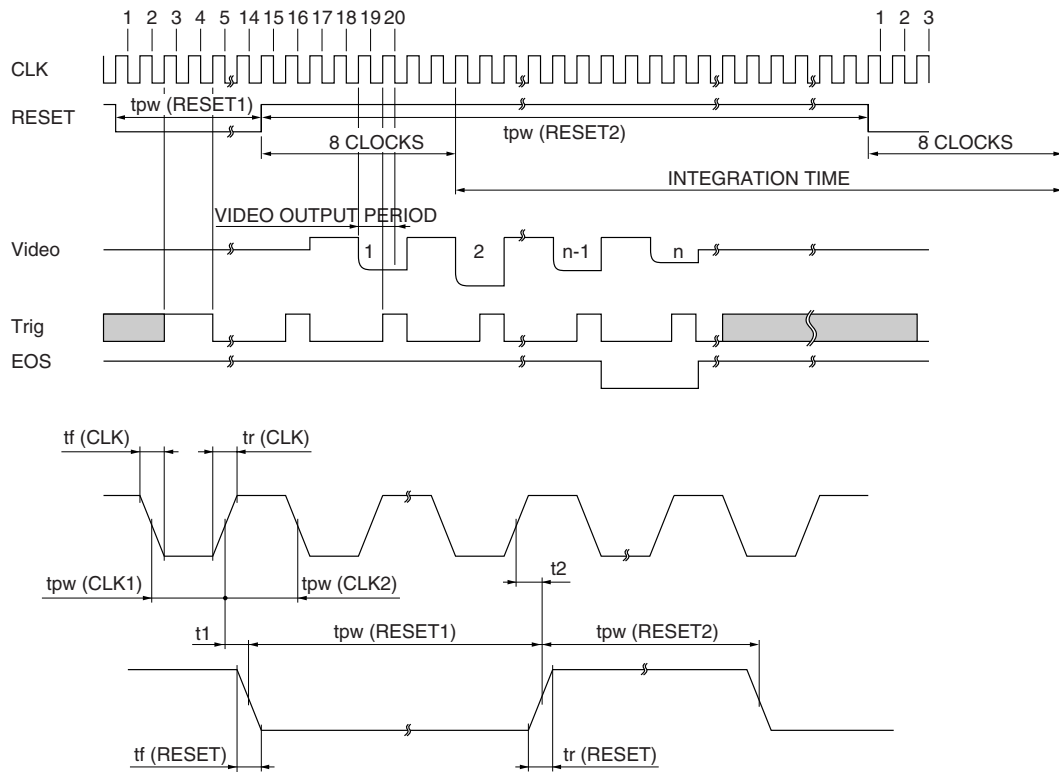 1 2 3 4 5 14 15 16 17 18 19 20 1 2 3
CLK
RESET
tpw (RESET1)
tpw (RESET2)
8 CLOCKS
8 CLOCKS
INTEGRATION TIME
VIDEO OUTPUT PERIOD
Video
1 2 n-1 n
Trig
EOS
tf (CLK)
tr (CLK)
t2
tpw (CLK1)
tpw (CLK2)
t1
tpw (RESET1)
tpw (RESET2)
tf (RESET)
tr (RESET)